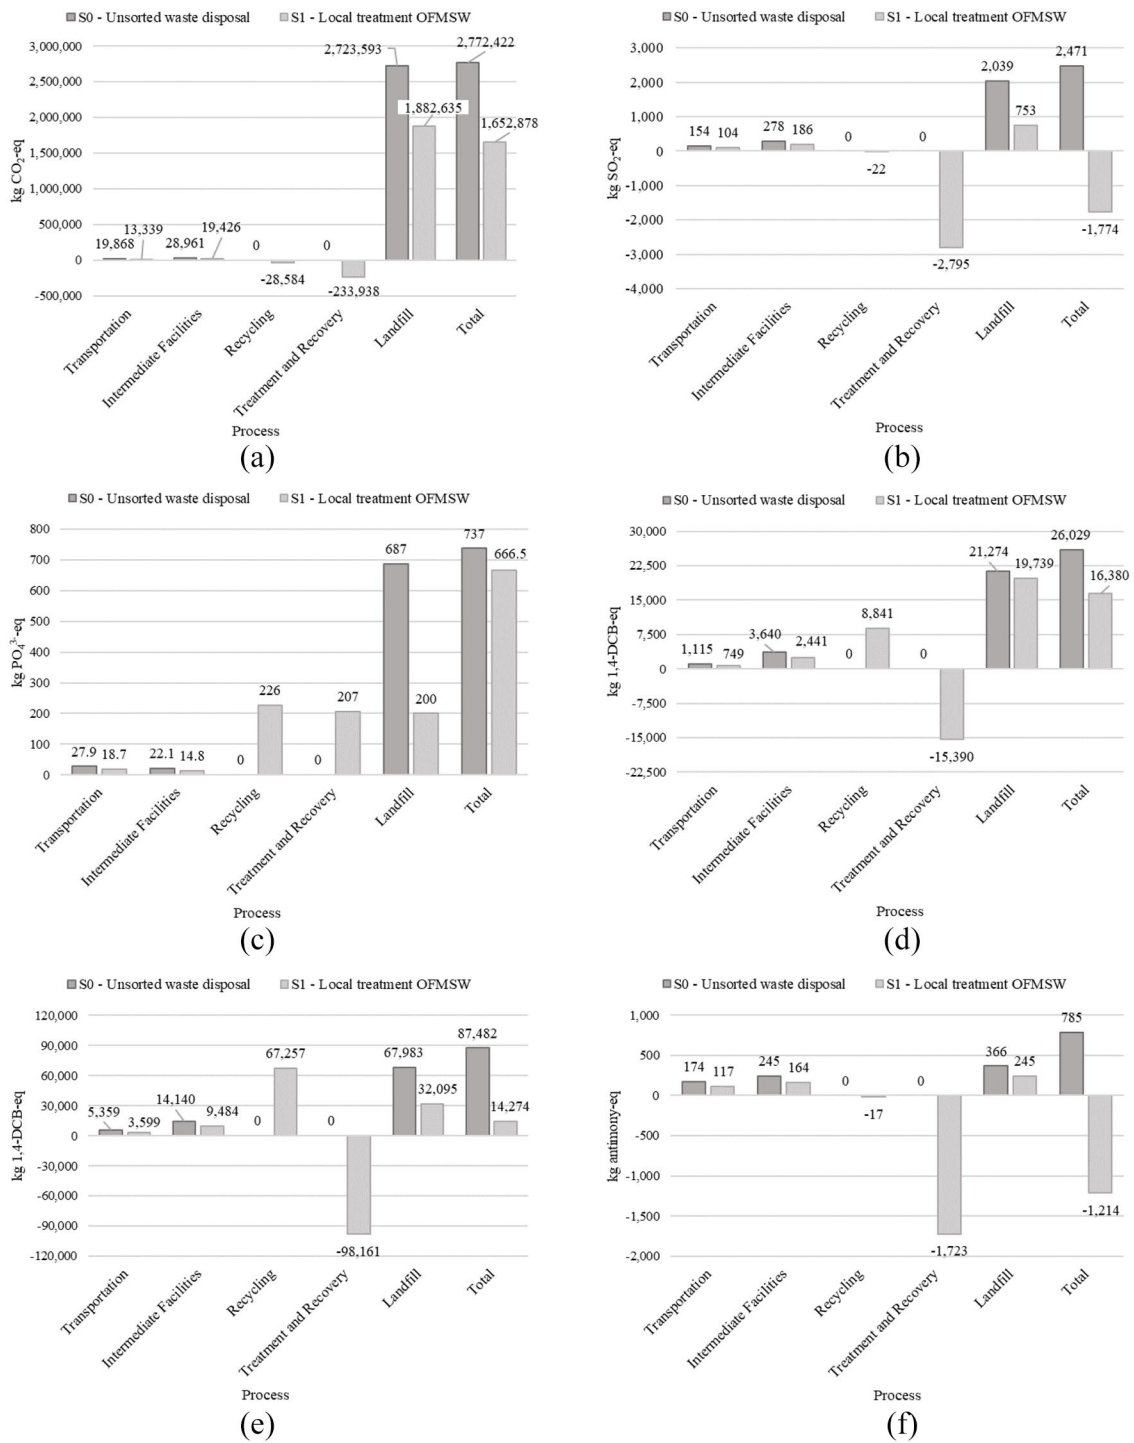 S0 - Unsorted waste disposal S1 - Local treatment OFMSW
3,000,000
2,500,000
2,000,000
1,500,000
1,000,000
500,000
0
-500,000
kg CO2-eq
19,868 13,339 28,961 19,426 0 -28,584 0 -233,938 2,723,593 1,882,635 2,772,422 1,652,878
Transportation
Intermediate Facilities
Recycling
Treatment and Recovery
Landfill
Total
Process
(a)
S0 - Unsorted waste disposal S1 - Local treatment OFMSW
3,000
2,000
1,000
0
-1,000
-2,000
-3,000
-4,000
kg SO2-eq
154 104 278 186 0 -22 0 -2,795 2,039 753 2,471 -1,774
Transportation
Intermediate Facilities
Recycling
Treatment and Recovery
Landfill
Total
Process
(b)
S0 - Unsorted waste disposal S1 - Local treatment OFMSW
800
700
600
500
400
300
200
100
0
kg PO4³⁻-eq
27.9 18.7 22.1 14.8 0 226 0 207 687 200 737 666.5
Transportation
Intermediate Facilities
Recycling
Treatment and Recovery
Landfill
Total
Process
(c)
S0 - Unsorted waste disposal S1 - Local treatment OFMSW
30,000
22,500
15,000
7,500
0
-7,500
-15,000
-22,500
kg 1,4-DCB-eq
1,115 749 3,640 2,441 0 8,841 0 -15,390 21,274 19,739 26,029 16,380
Transportation
Intermediate Facilities
Recycling
Treatment and Recovery
Landfill
Total
Process
(d)
S0 - Unsorted waste disposal S1 - Local treatment OFMSW
120,000
90,000
60,000
30,000
0
-30,000
-60,000
-90,000
-120,000
kg 1,4-DCB-eq
5,359 3,599 14,140 9,484 0 67,257 0 -98,161 67,983 32,095 87,482 14,274
Transportation
Intermediate Facilities
Recycling
Treatment and Recovery
Landfill
Total
Process
(e)
S0 - Unsorted waste disposal S1 - Local treatment OFMSW
1,000
500
0
-500
-1,000
-1,500
-2,000
kg antimony-eq
174 117 245 164 0 -17 0 -1,723 366 245 785 -1,214
Transportation
Intermediate Facilities
Recycling
Treatment and Recovery
Landfill
Total
Process
(f)